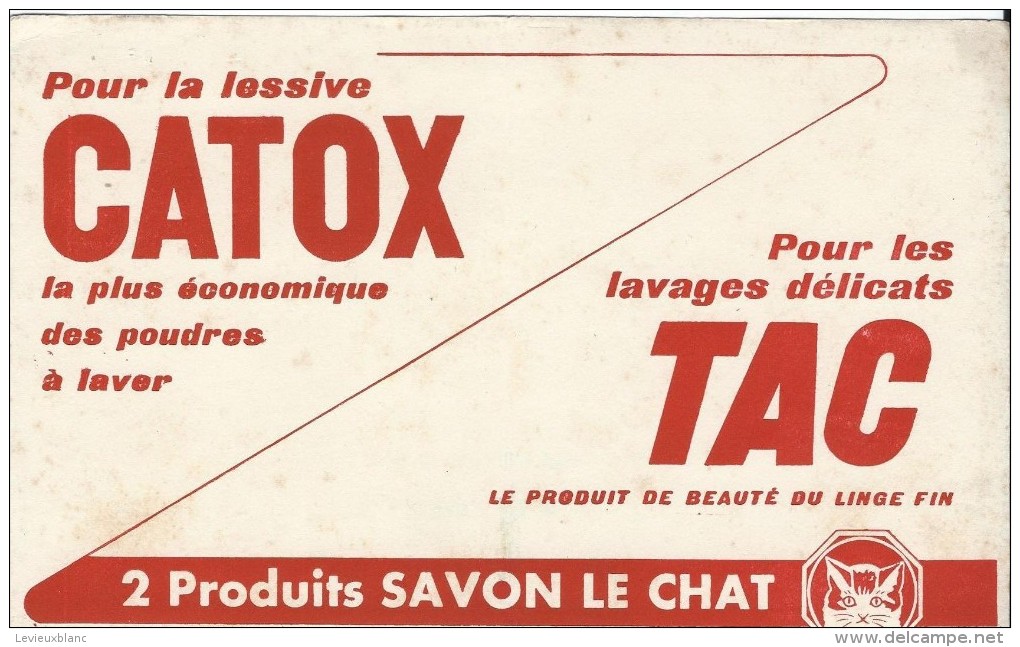 Pour la lessive
CATOX
la plus économique
des poudres
à laver
Pour les
lavages délicats
TAC
LE PRODUIT DE BEAUTÉ DU LINGE FIN
2 Produits SAVON LE CHAT
Levieuxblanc
www.delcampe.net